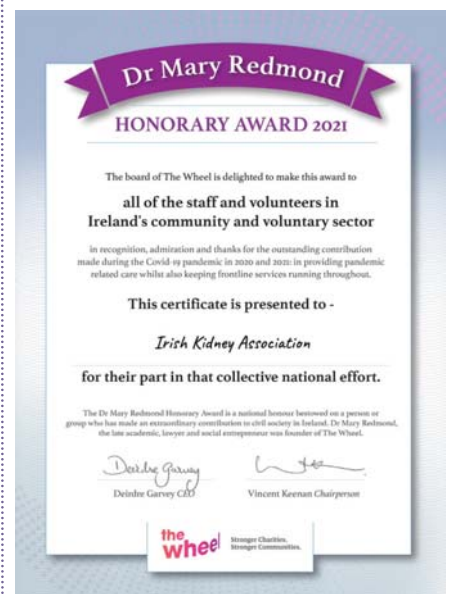 Dr Mary Redmond
HONORARY AWARD 2021
The board of The Wheel is delighted to make this award to
all of the staff and volunteers in
Ireland's community and voluntary sector
in recognition, admiration and thanks for the outstanding contribution
made during the Covid-19 pandemic in 2020 and 2021: in providing pandemic
related care whilst also keeping frontline services running throughout.
This certificate is presented to -
Irish Kidney Association
for their part in that collective national effort.
The Dr Mary Redmond Honorary Award is a national honour bestowed on a person or
group who has made an extraordinary contribution to civil society in Ireland. Dr Mary Redmond,
the late academic, lawyer and social entrepreneur was founder of The Wheel.
Deirdre Garvey
Deirdre Garvey CEO
Vincent Keenan Chairperson
the
wheel
Stronger Charities.
Stronger Communities.